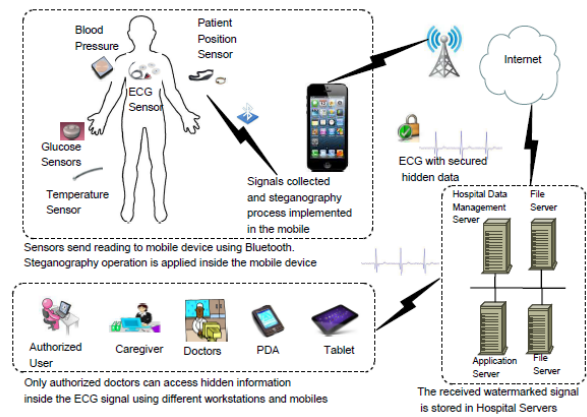 Blood
Pressure
Patient
Position
Sensor
ECG
Sensor
Glucose
Sensors
Temperature
Sensor
Signals collected
and steganography
process implemented
in the mobile
Sensors send reading to mobile device using Bluetooth.
Steganography operation is applied inside the mobile device
Internet
ECG with secured
hidden data
Hospital Data
Management
Server
File
Server
Application
Server
File
Server
The received watermarked signal
is stored in Hospital Servers
Authorized
User
Caregiver
Doctors
PDA
Tablet
Only authorized doctors can access hidden information
inside the ECG signal using different workstations and mobiles